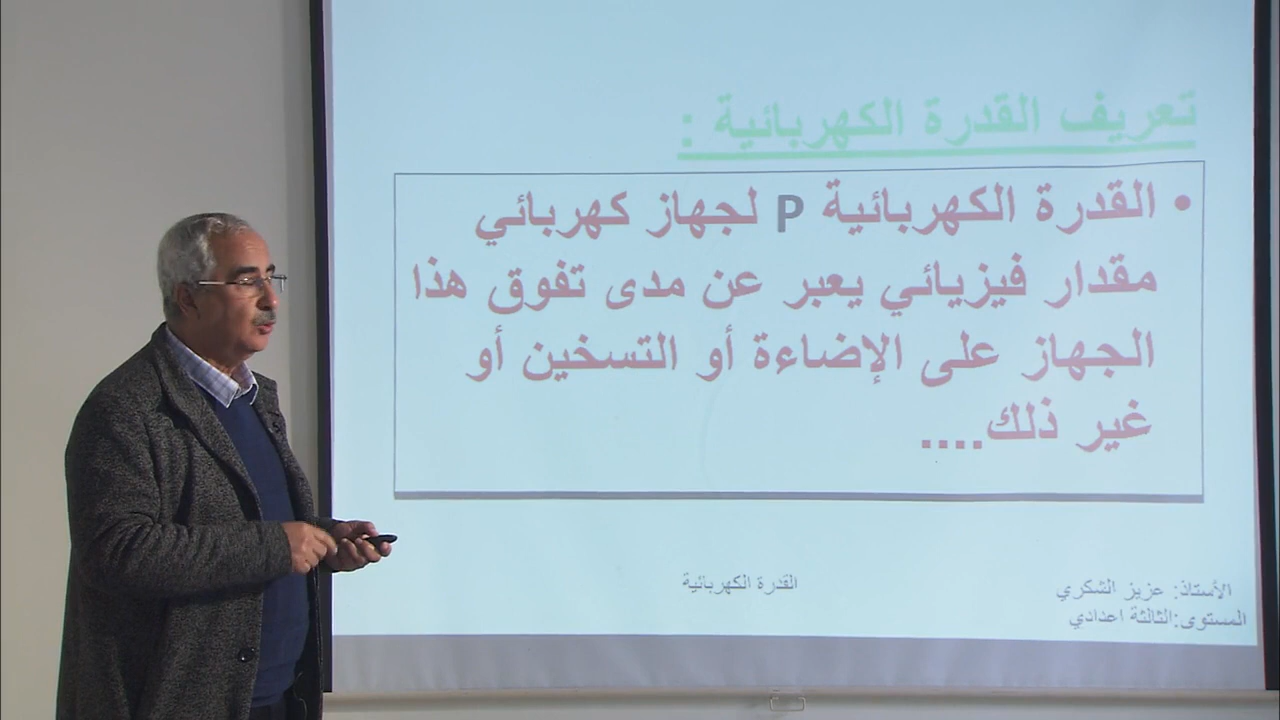 تعريف القدرة الكهربائية :
• القدرة الكهربائية P لجهاز كهربائي
مقدار فيزيائي يعبر عن مدى تفوق هذا
الجهاز على الإضاءة أو التسخين أو
غير ذلك....
الأستاذ: عزيز الشكري
المستوى:الثالثة اعدادي
القدرة الكهربائية